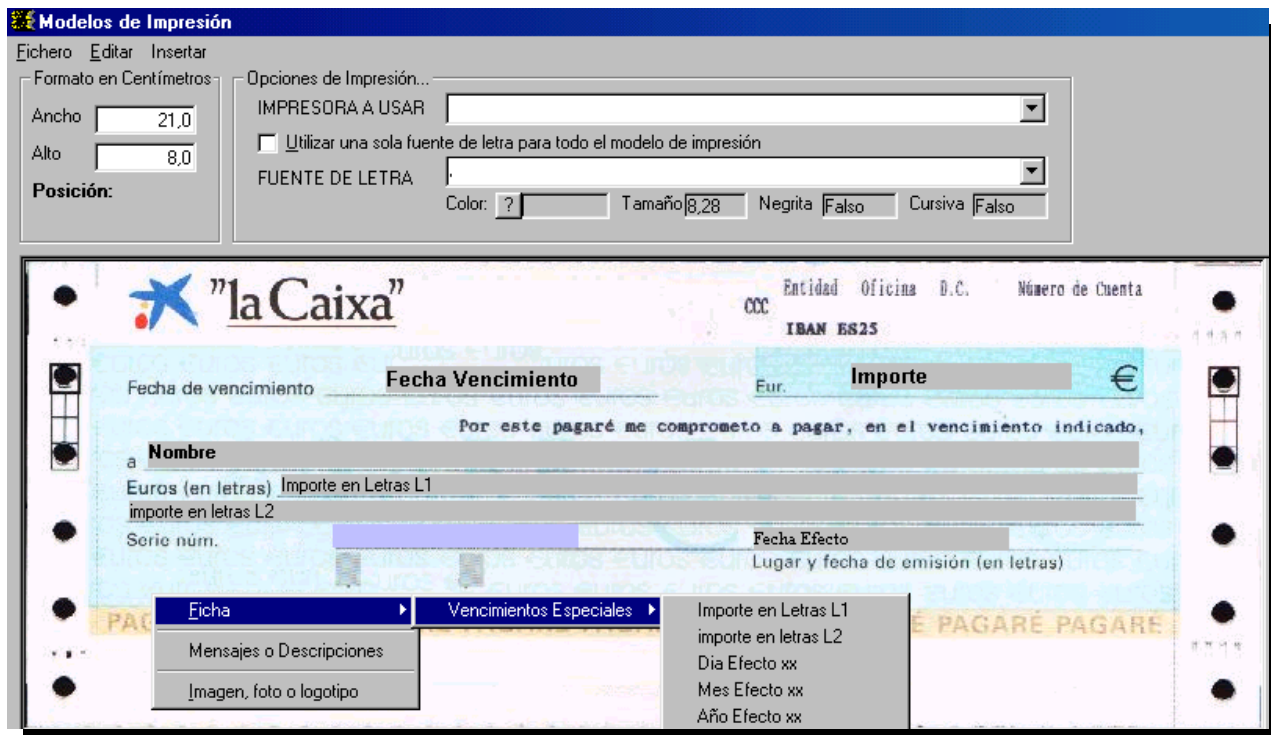 Modelos de Impresión
Fichero Editar Insertar
Formato en Centímetros
Ancho 21,0
Alto 8,0
Posición:
Opciones de Impresión...
IMPRESORA A USAR
Utilizar una sola fuente de letra para todo el modelo de impresión
FUENTE DE LETRA .
Color: ? Tamaño 8,28 Negrita Falso Cursiva Falso
"la Caixa"
Entidad Oficina D.C. Número de Cuenta
CCC
IBAN ES25
Fecha de vencimiento Fecha Vencimiento Eur. Importe €
Por este pagaré me comprometo a pagar, en el vencimiento indicado,
a Nombre
Euros (en letras) Importe en Letras L1
importe en letras L2
Serie núm. Fecha Efecto
Lugar y fecha de emisión (en letras)
PAGARÉ PAGARÉ
Ficha
Mensajes o Descripciones
Imagen, foto o logotipo
Vencimientos Especiales
Importe en Letras L1
importe en letras L2
Dia Efecto xx
Mes Efecto xx
Año Efecto xx